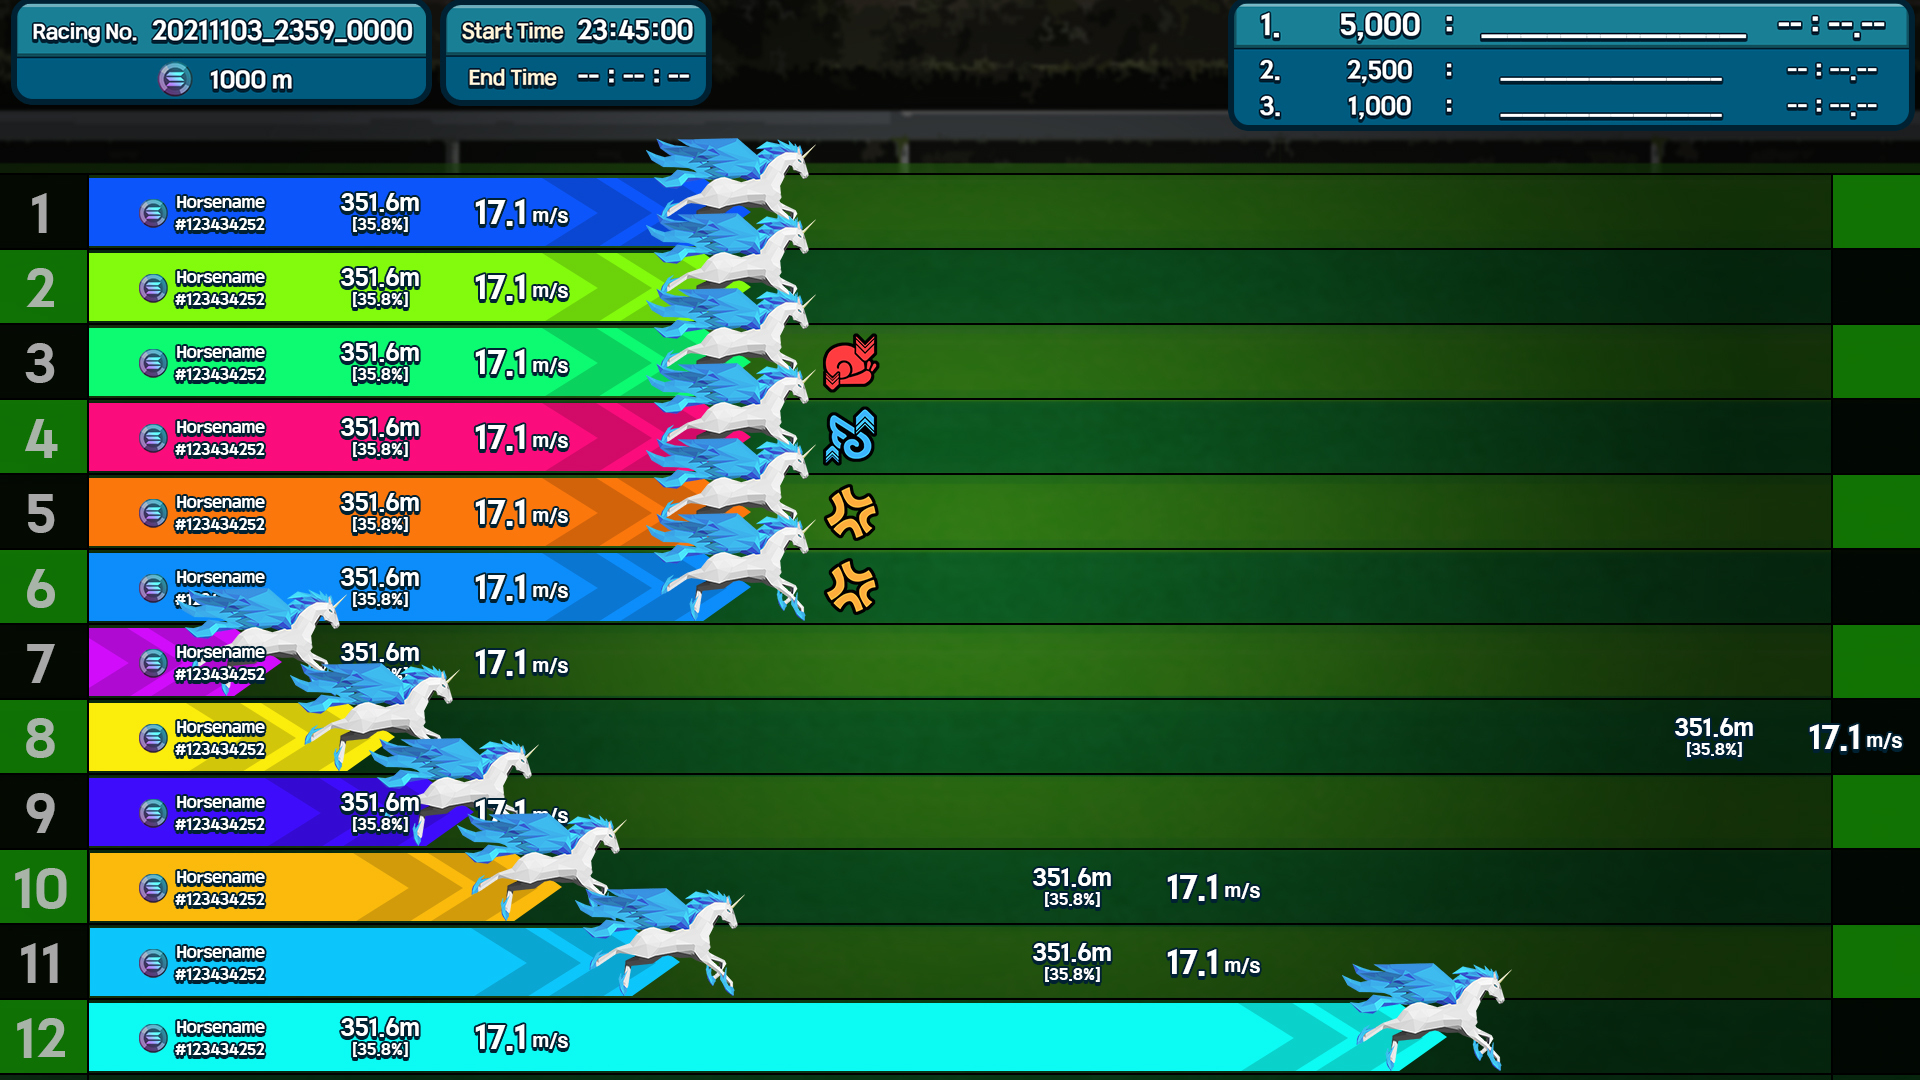 Racing No. 20211103_2359_0000
1000 m
Start Time 23:45:00
End Time -- : -- : --
1. 5,000 : ____________ -- : --.--
2. 2,500 : ____________ -- : --.--
3. 1,000 : ____________ -- : --.--
1 Horsename 351.6m 17.1 m/s
#123434252 [35.8%]
2 Horsename 351.6m 17.1 m/s
#123434252 [35.8%]
3 Horsename 351.6m 17.1 m/s
#123434252 [35.8%]
4 Horsename 351.6m 17.1 m/s
#123434252 [35.8%]
5 Horsename 351.6m 17.1 m/s
#123434252 [35.8%]
6 Horsename 351.6m 17.1 m/s
[35.8%]
7 Horsename 351.6m 17.1 m/s
#123434252
8 Horsename 351.6m 17.1 m/s
#123434252 [35.8%]
9 Horsename 351.6m 17.1 m/s
#123434252 [35.8%]
10 Horsename 351.6m 17.1 m/s
#123434252 [35.8%]
11 Horsename 351.6m 17.1 m/s
#123434252 [35.8%]
12 Horsename 351.6m 17.1 m/s
#123434252 [35.8%]